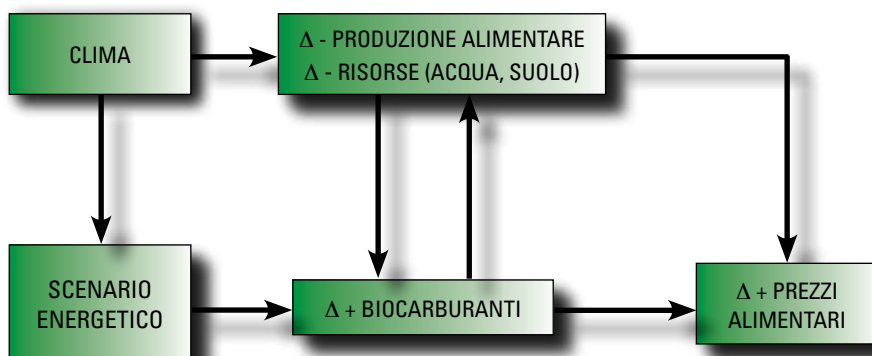 CLIMA
Δ - PRODUZIONE ALIMENTARE
Δ - RISORSE (ACQUA, SUOLO)
SCENARIO
ENERGETICO
Δ + BIOCARBURANTI
Δ + PREZZI
ALIMENTARI